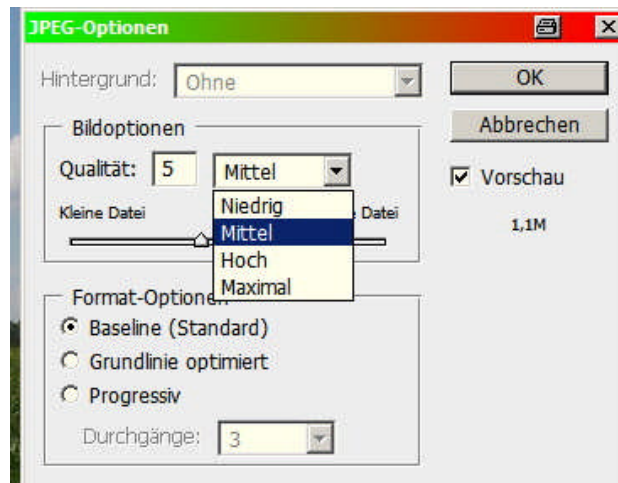 JPEG-Optionen
Hintergrund: Ohne
OK
Abbrechen
Vorschau
1,1M
Bildoptionen
Qualität: 5 Mittel
Kleine Datei Datei
Niedrig
Mittel
Hoch
Maximal
Format-Optionen
Baseline (Standard)
Grundlinie optimiert
Progressiv
Durchgänge: 3